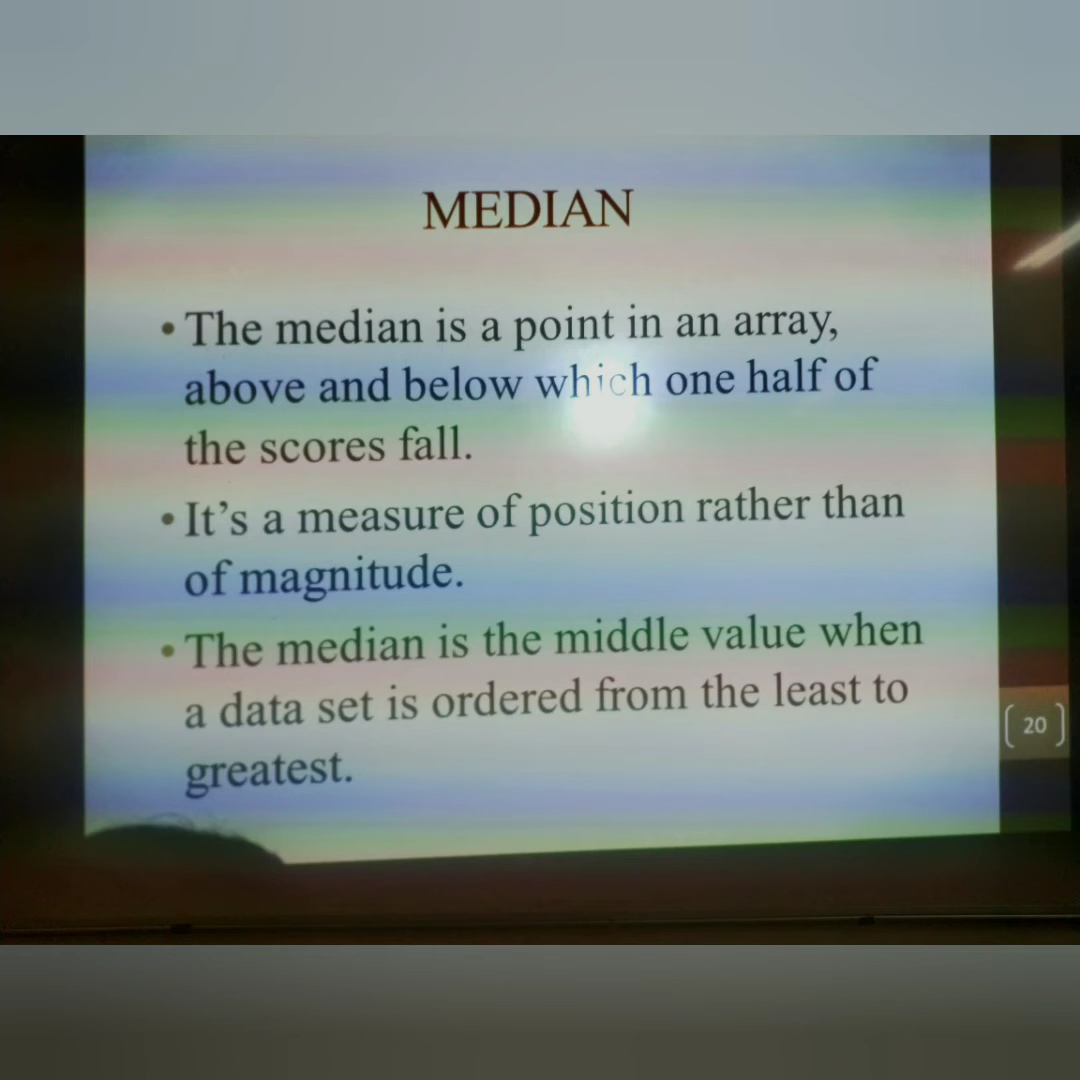 MEDIAN
• The median is a point in an array,
above and below which one half of
the scores fall.
• It's a measure of position rather than
of magnitude.
• The median is the middle value when
a data set is ordered from the least to
greatest.
20